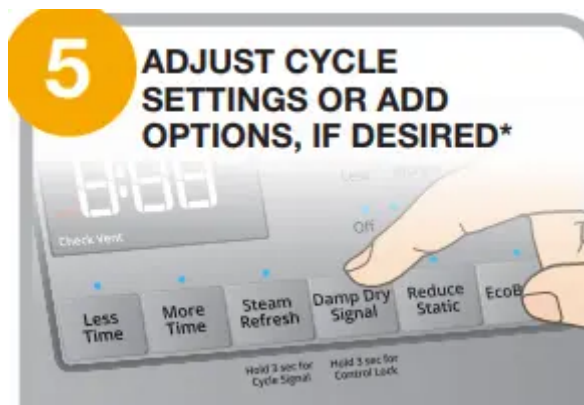 5
ADJUST CYCLE
SETTINGS OR ADD
OPTIONS, IF DESIRED*
Less
Off
Check Vent
Less Time
More Time
Steam Refresh
Damp Dry Signal
Reduce Static
Hold 3 sec for Cycle Signal
Hold 3 sec for Control Lock